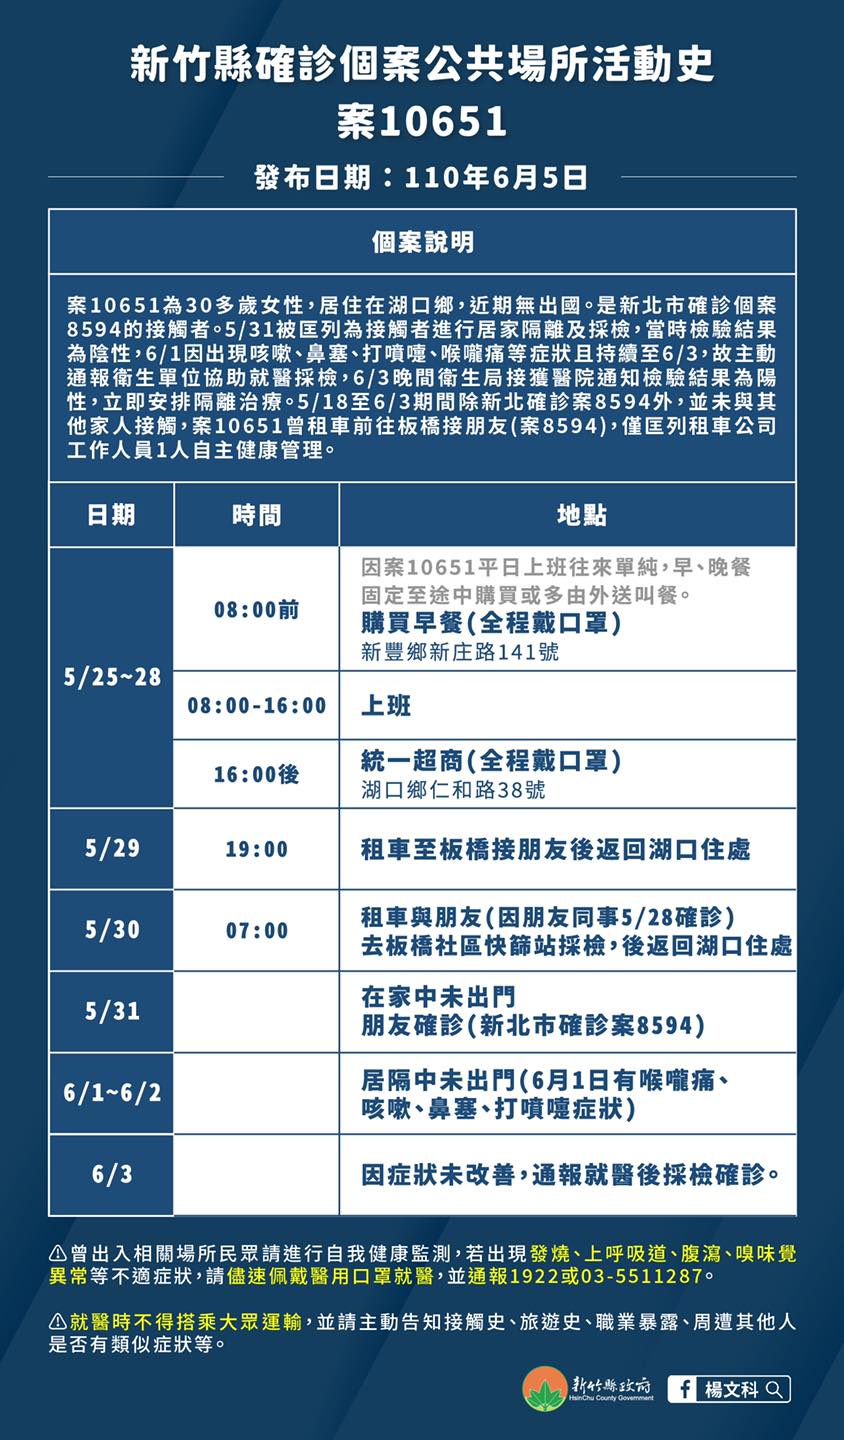 新竹縣確診個案公共場所活動史
案10651
發布日期：110年6月5日
個案說明
案10651為30多歲女性，居住在湖口鄉，近期無出國。是新北市確診個案
8594的接觸者。5/31被匡列為接觸者進行居家隔離及採檢，當時檢驗結果
為陰性，6/1因出現咳嗽、鼻塞、打噴嚏、喉嚨痛等症狀且持續至6/3，故主動
通報衛生單位協助就醫採檢，6/3晚間衛生局接獲醫院通知檢驗結果為陽
性，立即安排隔離治療。5/18至6/3期間除新北確診案8594外，並未與其
他家人接觸，案10651曾租車前往板橋接朋友(案8594)，僅匡列租車公司
工作人員1人自主健康管理。
日期 時間 地點
5/25~28
08:00前
因案10651平日上班往來單純，早、晚餐
固定至途中購買或多由外送叫餐。
購買早餐(全程戴口罩)
新豐鄉新庄路141號
08:00-16:00 上班
16:00後
統一超商(全程戴口罩)
湖口鄉仁和路38號
5/29 19:00 租車至板橋接朋友後返回湖口住處
5/30 07:00
租車與朋友(因朋友同事5/28確診)
去板橋社區快篩站採檢，後返回湖口住處
5/31
在家中未出門
朋友確診(新北市確診案8594)
6/1~6/2
居隔中未出門(6月1日有喉嚨痛、
咳嗽、鼻塞、打噴嚏症狀)
6/3 因症狀未改善，通報就醫後採檢確診。
⚠曾出入相關場所民眾請進行自我健康監測，若出現發燒、上呼吸道、腹瀉、嗅味覺
異常等不適症狀，請儘速佩戴醫用口罩就醫，並通報1922或03-5511287。
⚠就醫時不得搭乘大眾運輸，並請主動告知接觸史、旅遊史、職業暴露、周遭其他人
是否有類似症狀等。
新竹縣政府
HsinChu County Government
f 楊文科